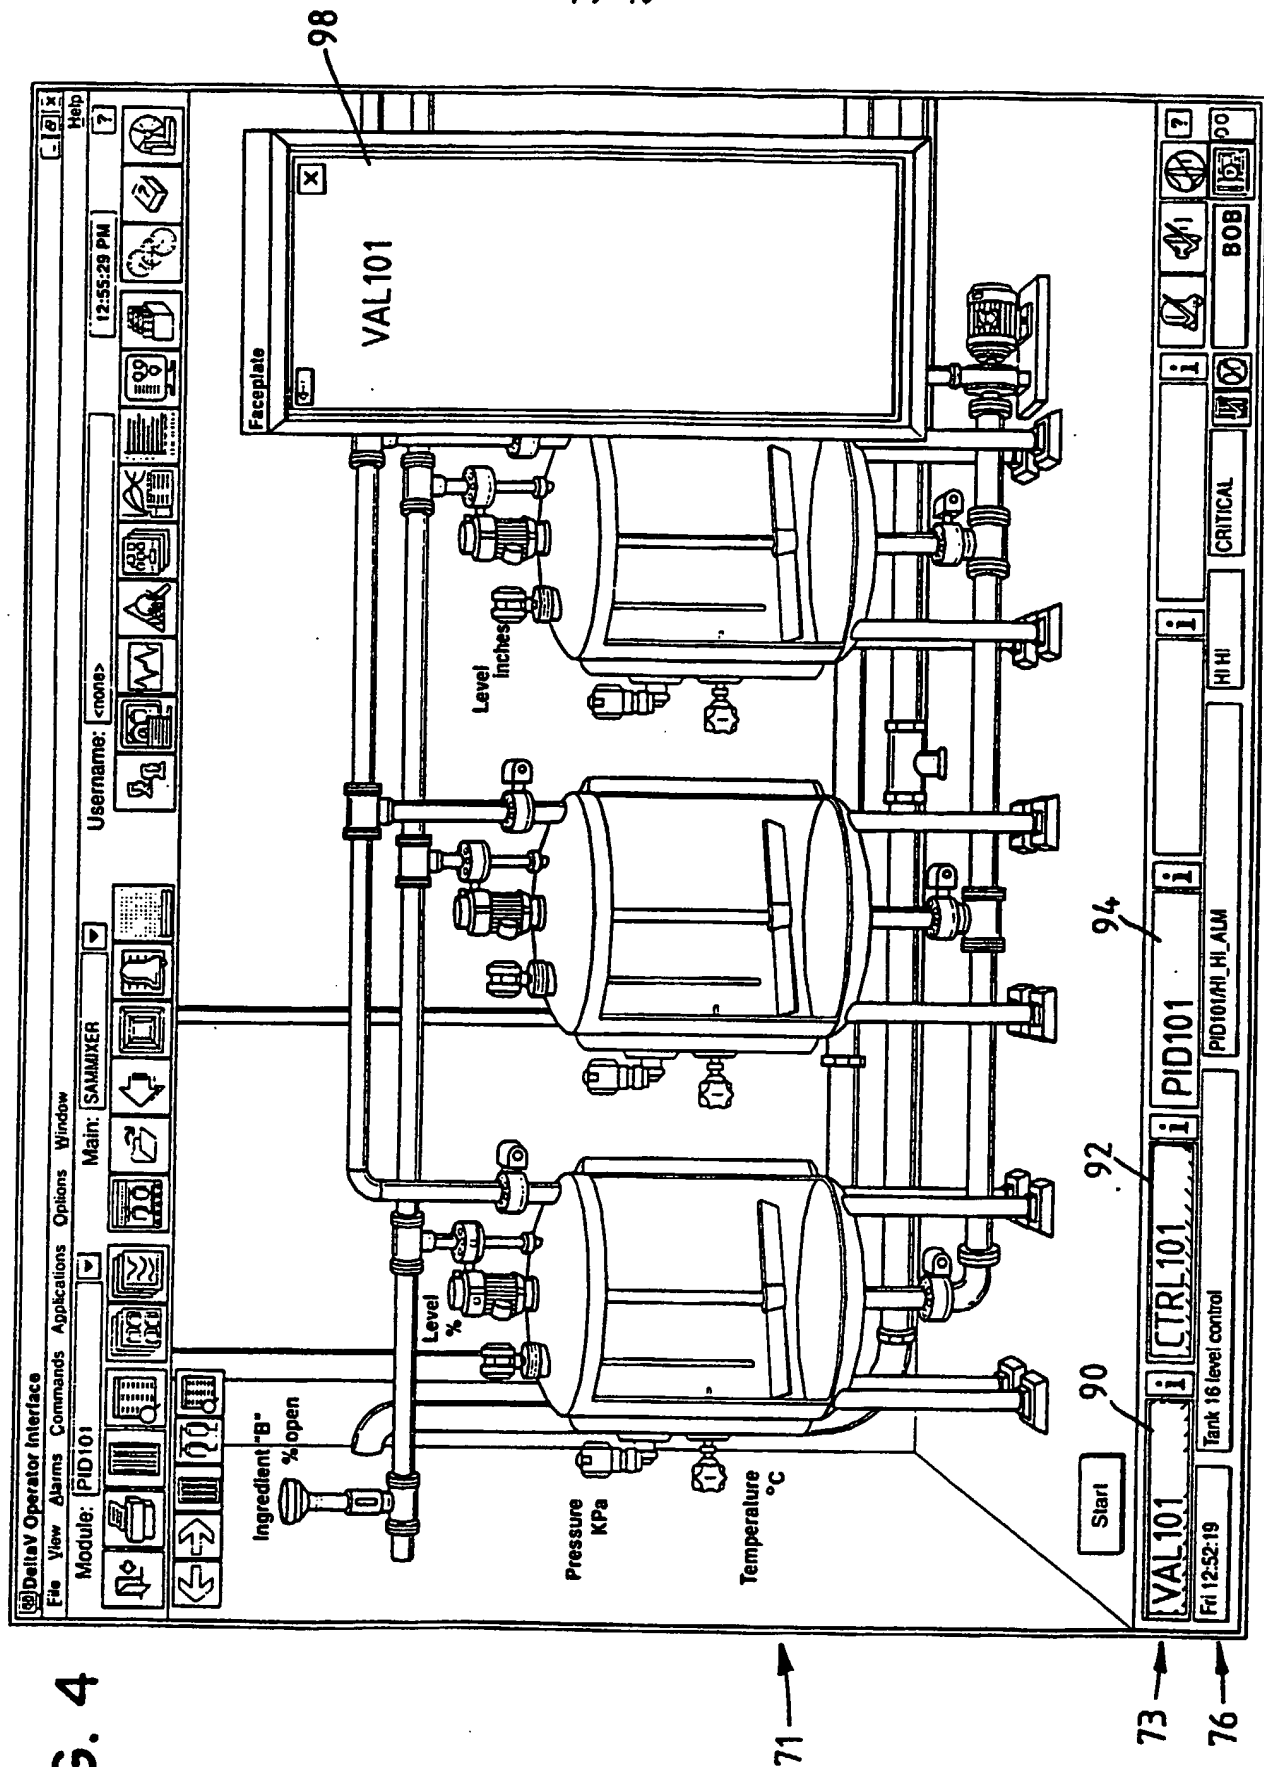 98
DeltaV Operator Interface
File View Alarms Commands Applications Options Window Help
Module: PID101 Main: SAMMIXER Username: <none> 12:55:29 PM ?
Faceplate
X
VAL101
Ingredient "B"
% open
Level
%
Level
inches
Pressure
KPa
Temperature
°C
Start
71
90
92
94
73
VAL101 i CTRL101 i PID101 i i i ?
76
Fri 12:52:19 Tank 16 level control PID101/HI_HI_ALM HI HI CRITICAL BOB
4